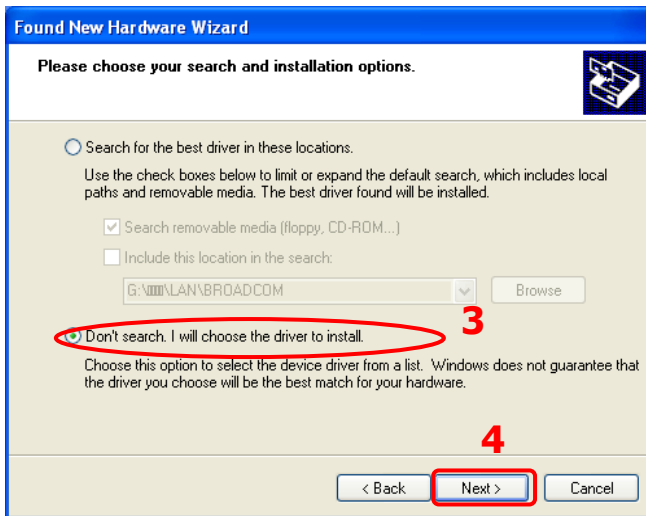 Found New Hardware Wizard
Please choose your search and installation options.
Search for the best driver in these locations.
Use the check boxes below to limit or expand the default search, which includes local
paths and removable media. The best driver found will be installed.
Search removable media (floppy, CD-ROM...)
Include this location in the search:
\LAN\BROADCOM
Browse
3
Don't search. I will choose the driver to install.
Choose this option to select the device driver from a list. Windows does not guarantee that
the driver you choose will be the best match for your hardware.
4
< Back
Next >
Cancel